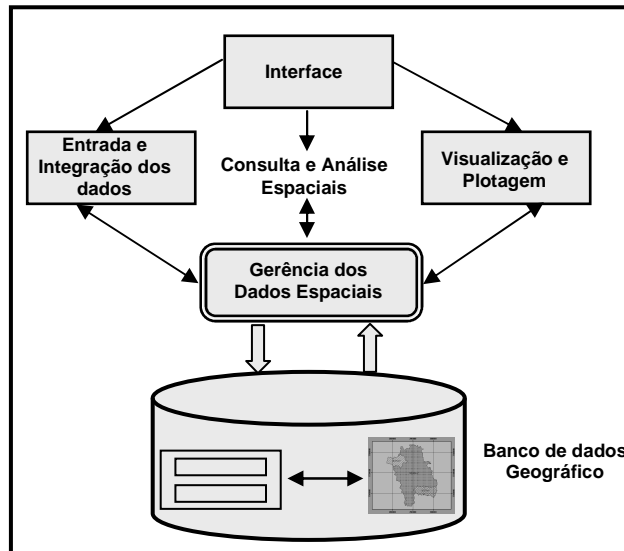 Interface
Entrada e
Integração dos
dados
Consulta e Análise
Espaciais
Visualização e
Plotagem
Gerência dos
Dados Espaciais
Banco de dados
Geográfico